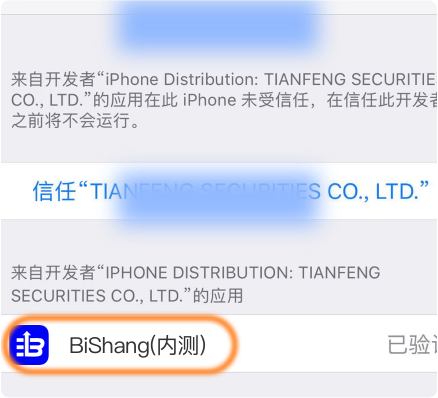 来自开发者“iPhone Distribution: TIANFENG SECURITIE
CO., LTD.”的应用在此 iPhone 未受信任，在信任此开发者
之前将不会运行。
信任“TIANFENG SECURITIES CO., LTD.”
来自开发者“IPHONE DISTRIBUTION: TIANFENG
SECURITIES CO., LTD.”的应用
BiShang(内测)
已验证